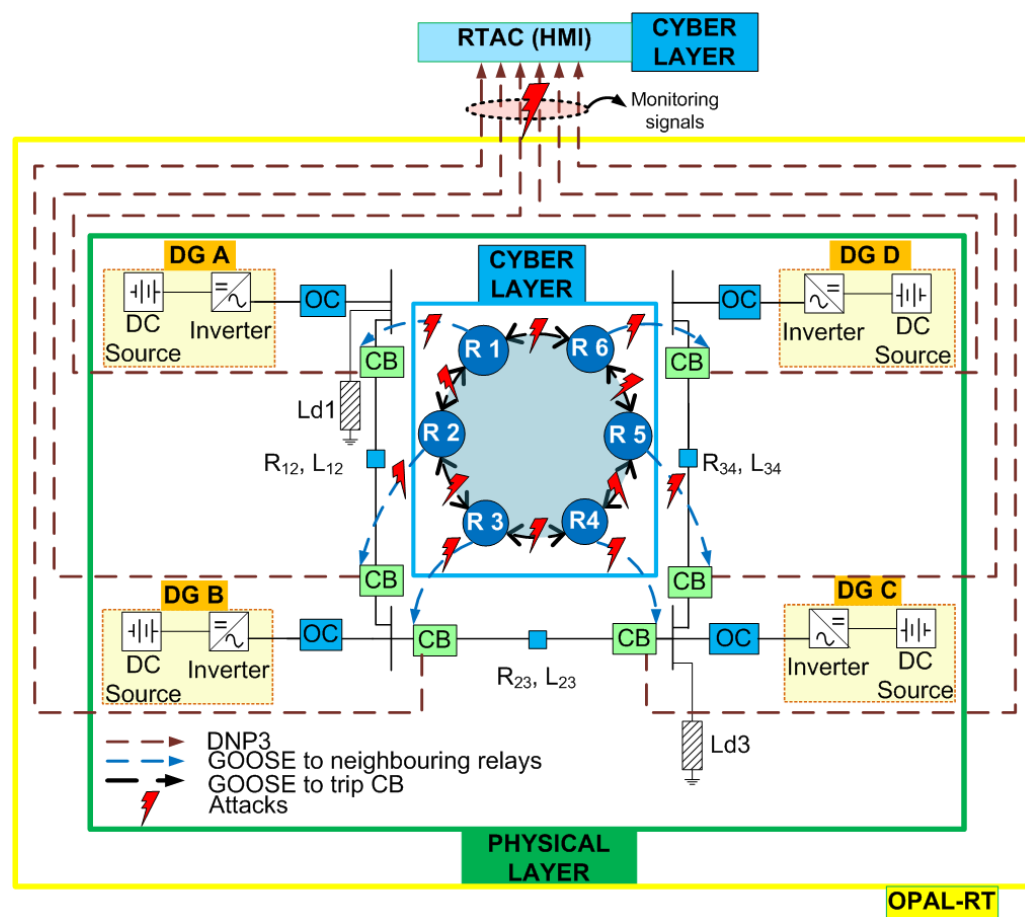 RTAC (HMI)
CYBER
LAYER
Monitoring
signals
DG A
DC
Source
Inverter
OC
CYBER
LAYER
DG D
OC
Inverter
DC
Source
CB
R 1
R 6
CB
Ld1
R 2
R 5
R12, L12
R34, L34
R 3
R4
CB
CB
DG B
DC
Source
Inverter
OC
CB
R23, L23
CB
OC
DG C
Inverter
DC
Source
Ld3
DNP3
GOOSE to neighbouring relays
GOOSE to trip CB
Attacks
PHYSICAL
LAYER
OPAL-RT